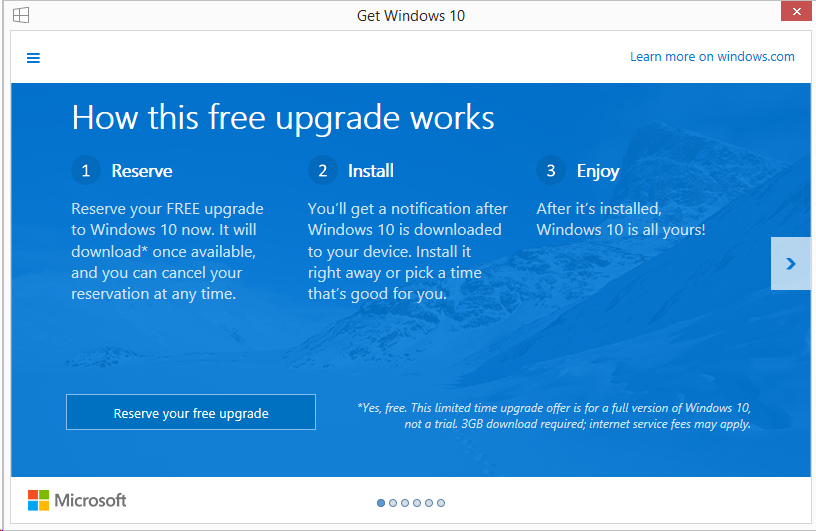 Get Windows 10
Learn more on windows.com
How this free upgrade works
1 Reserve
Reserve your FREE upgrade
to Windows 10 now. It will
download* once available,
and you can cancel your
reservation at any time.
2 Install
You'll get a notification after
Windows 10 is downloaded
to your device. Install it
right away or pick a time
that's good for you.
3 Enjoy
After it's installed,
Windows 10 is all yours!
Reserve your free upgrade
*Yes, free. This limited time upgrade offer is for a full version of Windows 10,
not a trial. 3GB download required; internet service fees may apply.
Microsoft